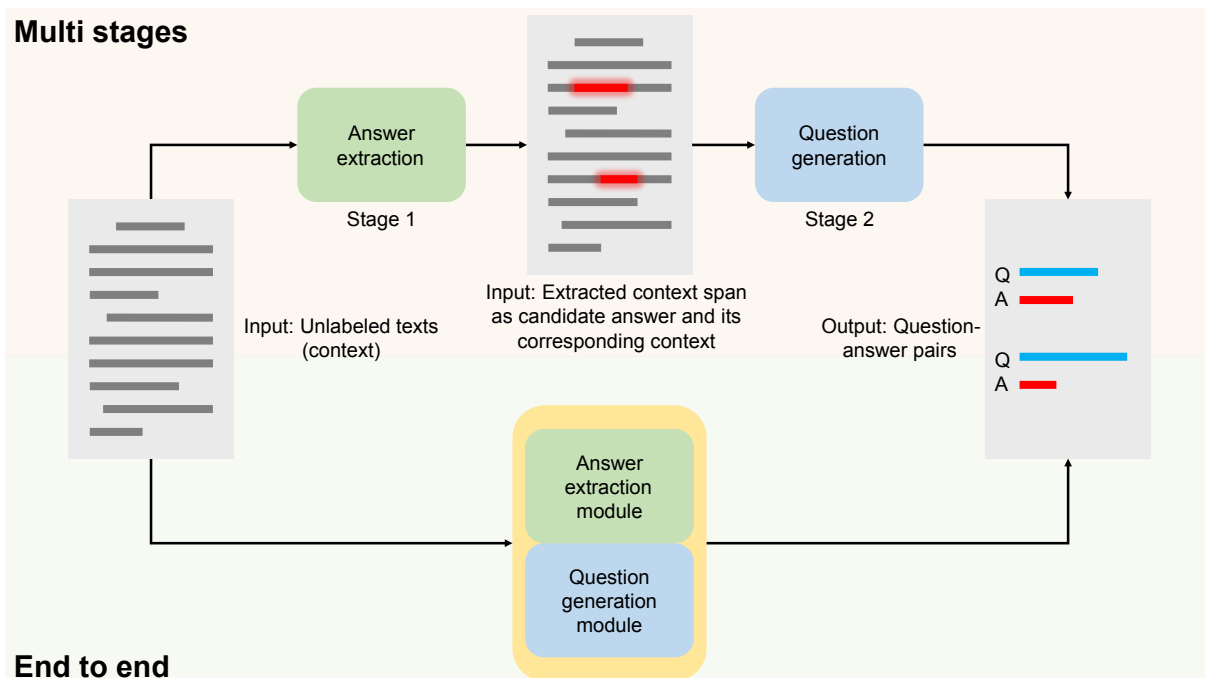 Multi stages
Answer
extraction
Stage 1
Question
generation
Stage 2
Input: Unlabeled texts
(context)
Input: Extracted context span
as candidate answer and its
corresponding context
Output: Question-
answer pairs
Q
A
Q
A
Answer
extraction
module
Question
generation
module
End to end